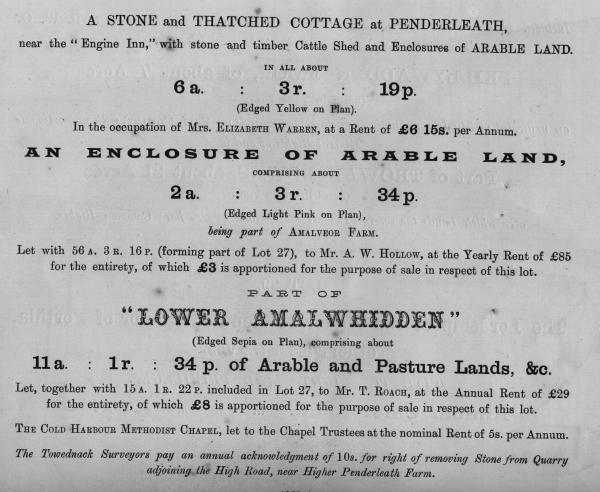 A STONE and THATCHED COTTAGE at PENDERLEATH,
near the "Engine Inn," with stone and timber Cattle Shed and Enclosures of ARABLE LAND.
IN ALL ABOUT
6 a. : 3 r. : 19 p.
(Edged Yellow on Plan).
In the occupation of Mrs. ELIZABETH WARREN, at a Rent of £6 15s. per Annum.
AN ENCLOSURE OF ARABLE LAND,
COMPRISING ABOUT
2 a. : 3 r. : 34 p.
(Edged Light Pink on Plan),
being part of AMALVEOR FARM.
Let with 56 A. 3 R. 16 P. (forming part of Lot 27), to Mr. A. W. HOLLOW, at the Yearly Rent of £85
for the entirety, of which £3 is apportioned for the purpose of sale in respect of this lot.
PART OF
"LOWER AMALWHIDDEN"
(Edged Sepia on Plan), comprising about
11 a. : 1 r. : 34 p. of Arable and Pasture Lands, &c.
Let, together with 15 A. 1 R. 22 P. included in Lot 27, to Mr. T. ROACH, at the Annual Rent of £29
for the entirety, of which £8 is apportioned for the purpose of sale in respect of this lot.
THE COLD HARBOUR METHODIST CHAPEL, let to the Chapel Trustees at the nominal Rent of 5s. per Annum.
The Towednack Surveyors pay an annual acknowledgment of 10s. for right of removing Stone from Quarry
adjoining the High Road, near Higher Penderleath Farm.